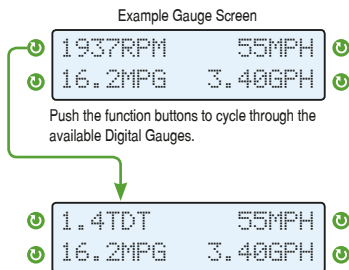 Example Gauge Screen
1937RPM 55MPH
16.2MPG 3.40GPH
Push the function buttons to cycle through the
available Digital Gauges.
1.4TDT 55MPH
16.2MPG 3.40GPH